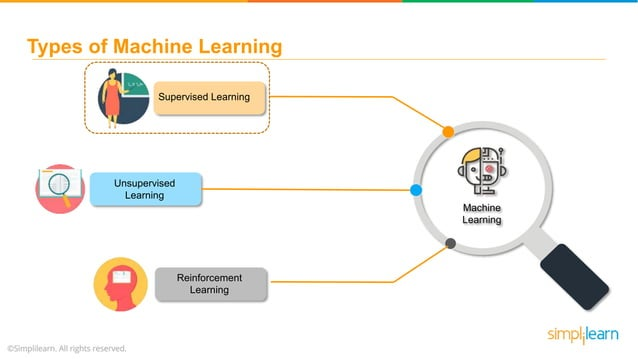 Types of Machine Learning
Supervised Learning
Unsupervised
Learning
Machine
Learning
Reinforcement
Learning
©Simplilearn. All rights reserved.
simplilearn